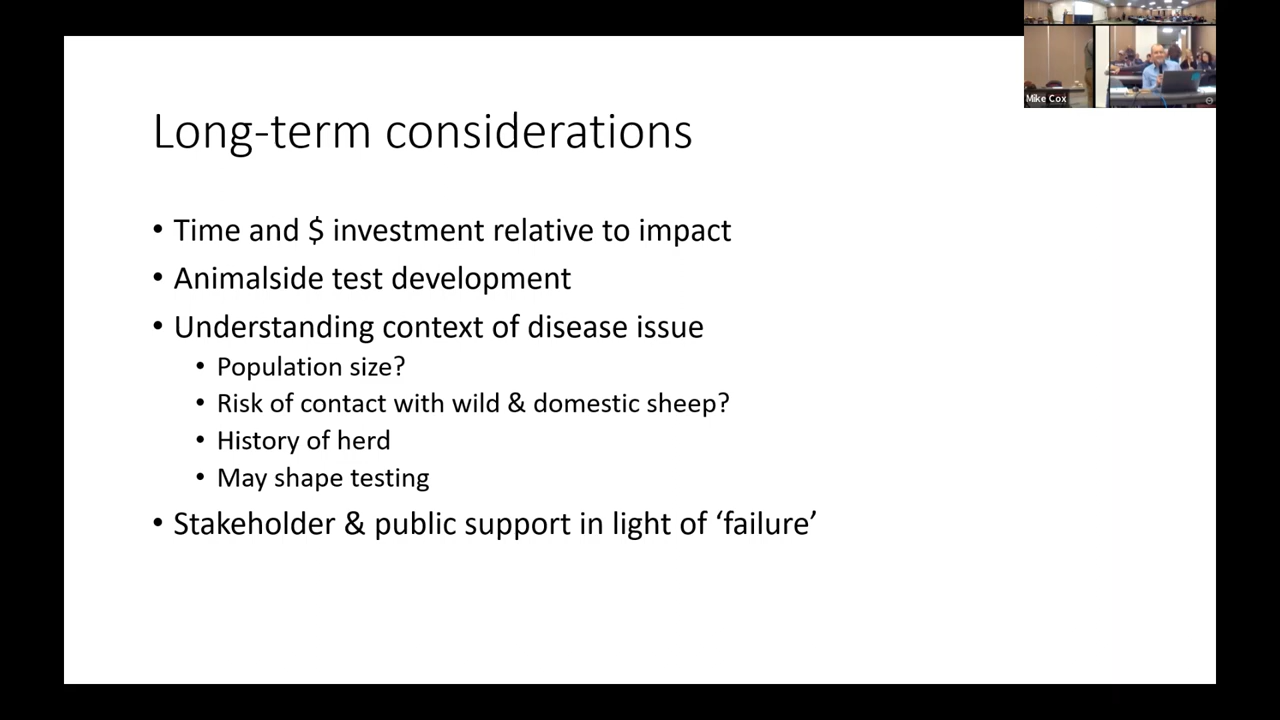 Mike Cox
Long-term considerations
• Time and $ investment relative to impact
• Animalside test development
• Understanding context of disease issue
• Population size?
• Risk of contact with wild & domestic sheep?
• History of herd
• May shape testing
• Stakeholder & public support in light of ‘failure’